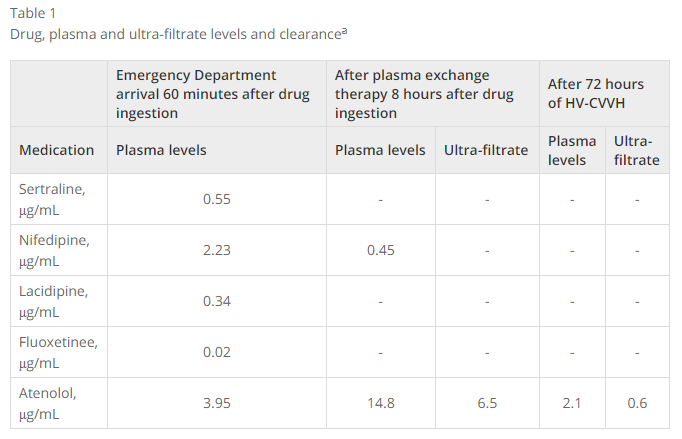 Table 1
Drug, plasma and ultra-filtrate levels and clearanceᵃ
Emergency Department arrival 60 minutes after drug ingestion | After plasma exchange therapy 8 hours after drug ingestion | After 72 hours of HV-CVVH
Medication | Plasma levels | Plasma levels | Ultra-filtrate | Plasma levels | Ultra-filtrate
Sertraline, μg/mL | 0.55 | - | - | - | -
Nifedipine, μg/mL | 2.23 | 0.45 | - | - | -
Lacidipine, μg/mL | 0.34 | - | - | - | -
Fluoxetinee, μg/mL | 0.02 | - | - | - | -
Atenolol, μg/mL | 3.95 | 14.8 | 6.5 | 2.1 | 0.6